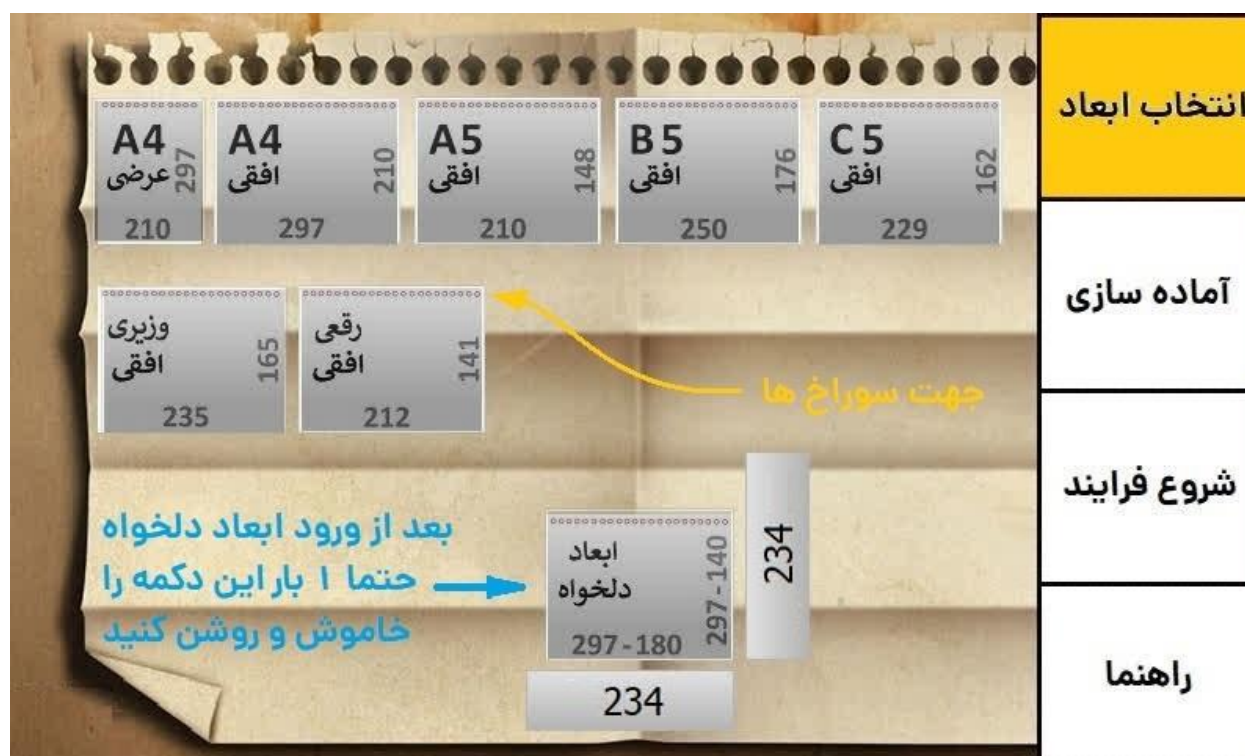 انتخاب ابعاد
آماده سازی
شروع فرایند
راهنما
A4
عرضی
297
210
A4
افقی
210
297
A5
افقی
148
210
B5
افقی
176
250
C5
افقی
162
229
وزیری
افقی
165
235
رقعی
افقی
141
212
جهت سوراخ ها
بعد از ورود ابعاد دلخواه
حتما ۱ بار این دکمه را
خاموش و روشن کنید
ابعاد
دلخواه
297-140
297-180
234
234